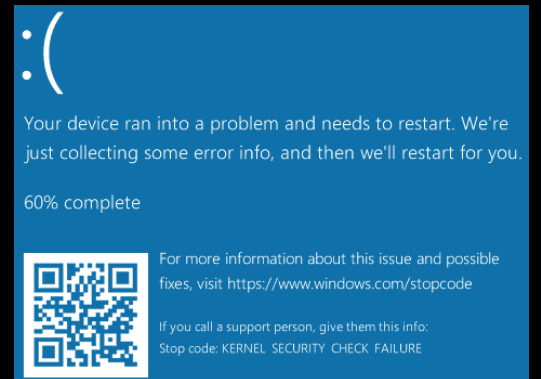 :(
Your device ran into a problem and needs to restart. We're
just collecting some error info, and then we'll restart for you.
60% complete
For more information about this issue and possible
fixes, visit https://www.windows.com/stopcode
If you call a support person, give them this info:
Stop code: KERNEL SECURITY CHECK FAILURE